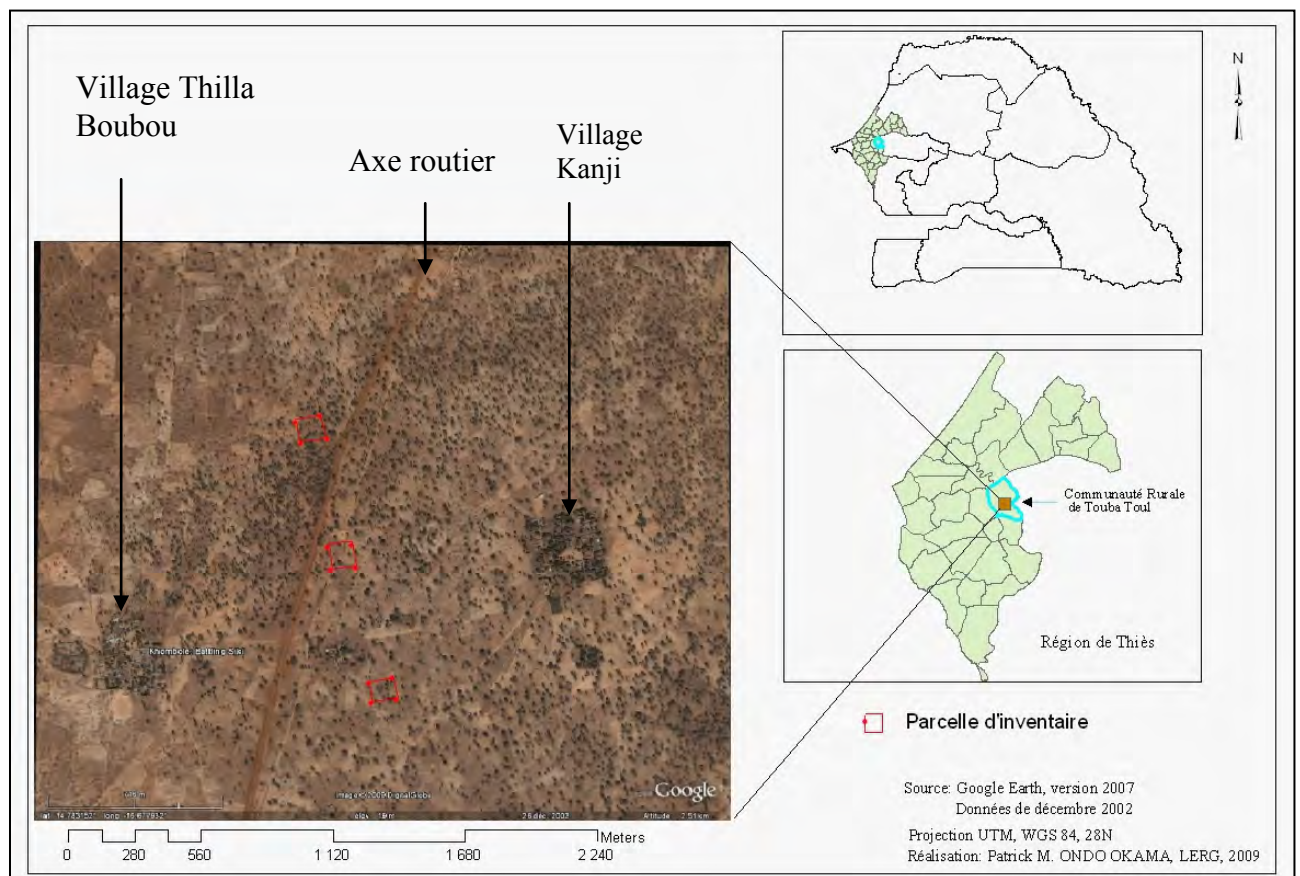 Village Thilla
Boubou
Axe routier
Village
Kanji
N
Communauté Rurale
de Touba Toul
Région de Thiès
Parcelle d'inventaire
Google
Source: Google Earth, version 2007
Données de décembre 2002
Projection UTM, WGS 84, 28N
Réalisation: Patrick M. ONDO OKAMA, LERG, 2009
Meters
0 280 560 1 120 1 680 2 240